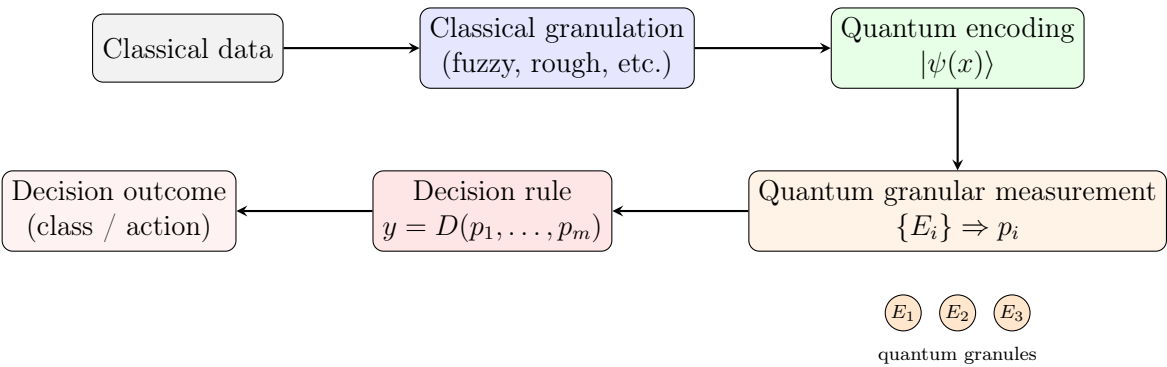 Classical data
Classical granulation
(fuzzy, rough, etc.)
Quantum encoding
|ψ(x)⟩
Decision outcome
(class / action)
Decision rule
y = D(p₁, . . . , pₘ)
Quantum granular measurement
{Eᵢ} ⇒ pᵢ
E₁ E₂ E₃
quantum granules